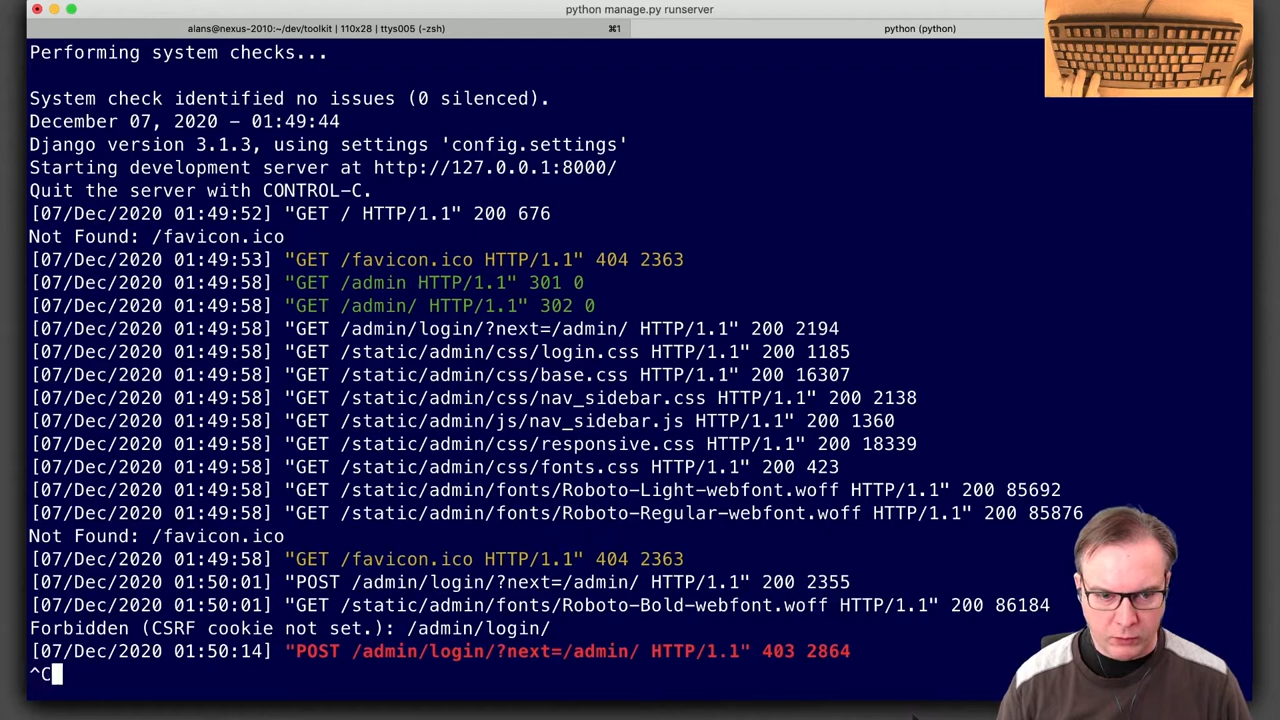 python manage.py runserver
alans@nexus-2010:~/dev/toolkit | 110x28 | ttys005 (-zsh)
⌘1
python (python)
Performing system checks...
System check identified no issues (0 silenced).
December 07, 2020 – 01:49:44
Django version 3.1.3, using settings 'config.settings'
Starting development server at http://127.0.0.1:8000/
Quit the server with CONTROL-C.
[07/Dec/2020 01:49:52] "GET / HTTP/1.1" 200 676
Not Found: /favicon.ico
[07/Dec/2020 01:49:53] "GET /favicon.ico HTTP/1.1" 404 2363
[07/Dec/2020 01:49:58] "GET /admin HTTP/1.1" 301 0
[07/Dec/2020 01:49:58] "GET /admin/ HTTP/1.1" 302 0
[07/Dec/2020 01:49:58] "GET /admin/login/?next=/admin/ HTTP/1.1" 200 2194
[07/Dec/2020 01:49:58] "GET /static/admin/css/login.css HTTP/1.1" 200 1185
[07/Dec/2020 01:49:58] "GET /static/admin/css/base.css HTTP/1.1" 200 16307
[07/Dec/2020 01:49:58] "GET /static/admin/css/nav_sidebar.css HTTP/1.1" 200 2138
[07/Dec/2020 01:49:58] "GET /static/admin/js/nav_sidebar.js HTTP/1.1" 200 1360
[07/Dec/2020 01:49:58] "GET /static/admin/css/responsive.css HTTP/1.1" 200 18339
[07/Dec/2020 01:49:58] "GET /static/admin/css/fonts.css HTTP/1.1" 200 423
[07/Dec/2020 01:49:58] "GET /static/admin/fonts/Roboto-Light-webfont.woff HTTP/1.1" 200 85692
[07/Dec/2020 01:49:58] "GET /static/admin/fonts/Roboto-Regular-webfont.woff HTTP/1.1" 200 85876
Not Found: /favicon.ico
[07/Dec/2020 01:49:58] "GET /favicon.ico HTTP/1.1" 404 2363
[07/Dec/2020 01:50:01] "POST /admin/login/?next=/admin/ HTTP/1.1" 200 2355
[07/Dec/2020 01:50:01] "GET /static/admin/fonts/Roboto-Bold-webfont.woff HTTP/1.1" 200 86184
Forbidden (CSRF cookie not set.): /admin/login/
[07/Dec/2020 01:50:14] "POST /admin/login/?next=/admin/ HTTP/1.1" 403 2864
^C